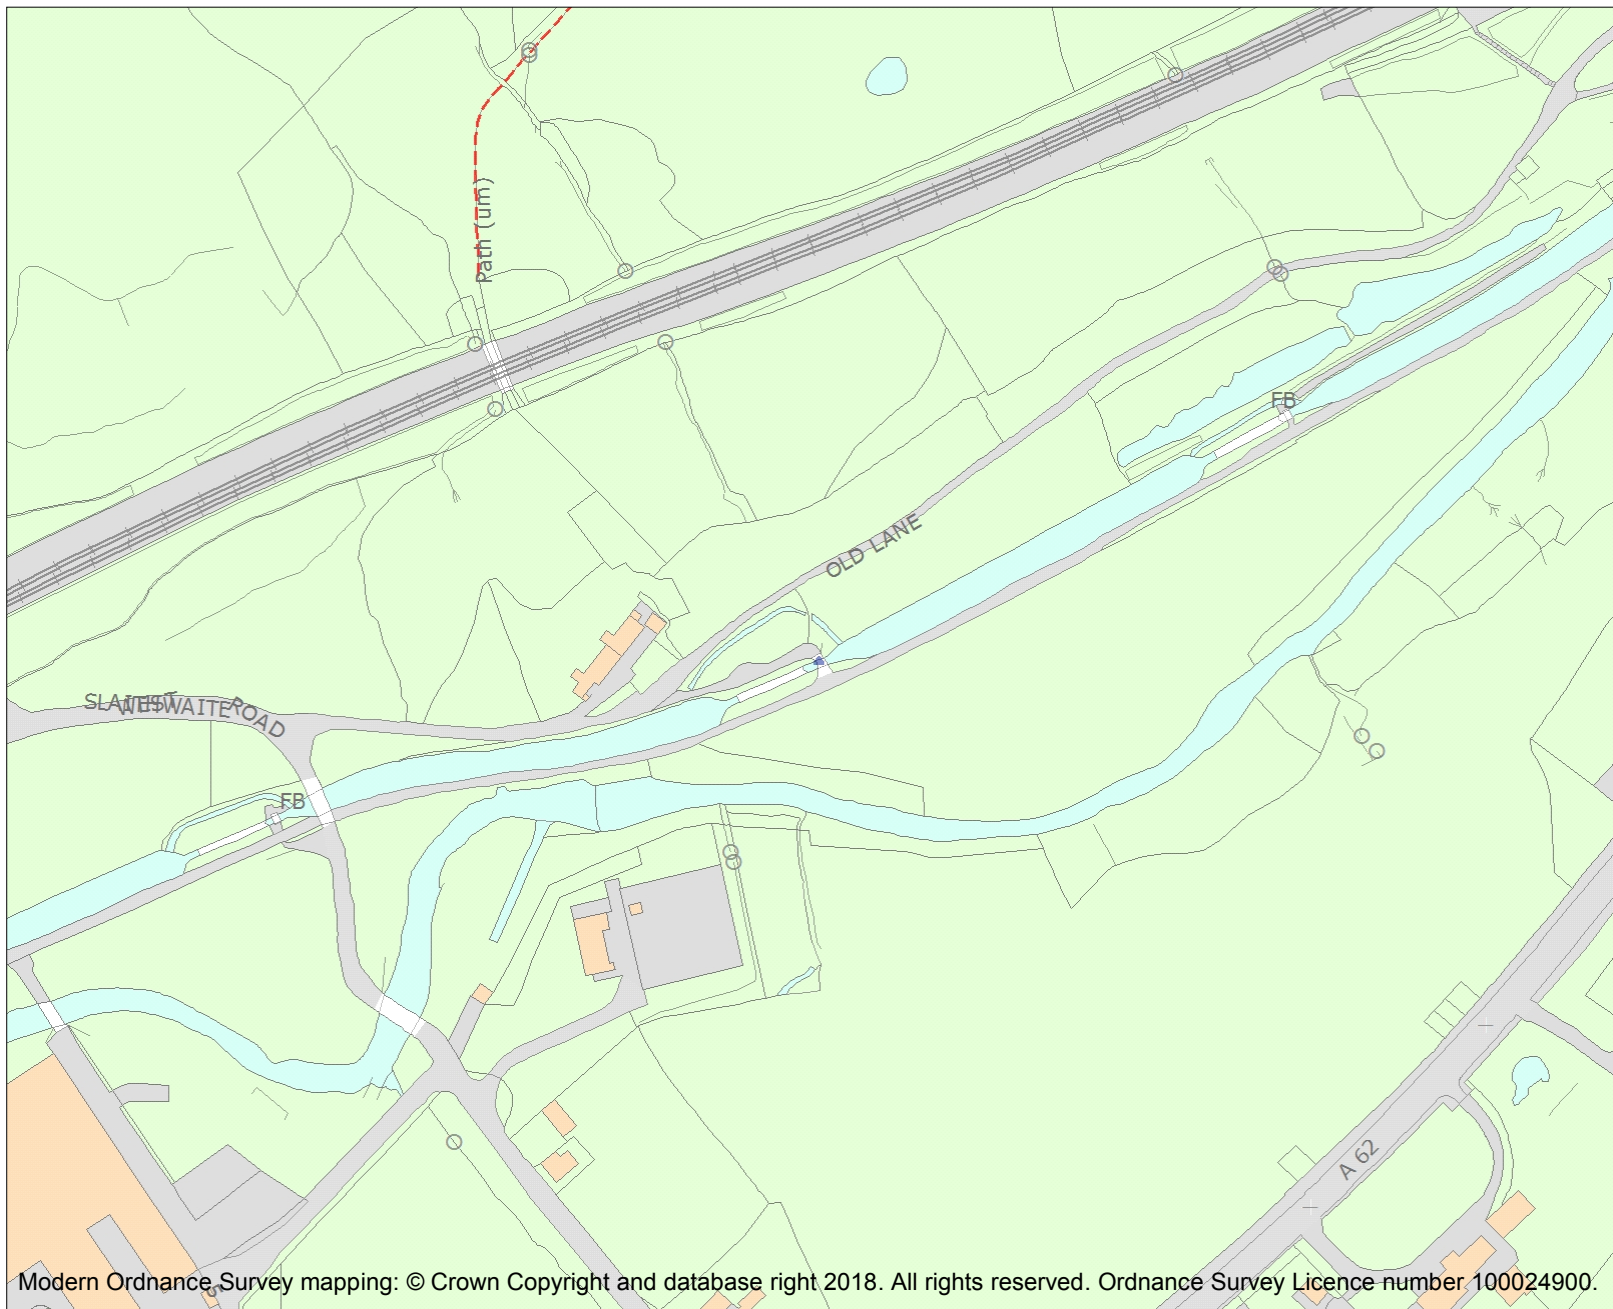 Path (um)
FB
OLD LANE
SLAITHWAITE ROAD
FB
A 62
Modern Ordnance Survey mapping: © Crown Copyright and database right 2018. All rights reserved. Ordnance Survey Licence number 100024900.